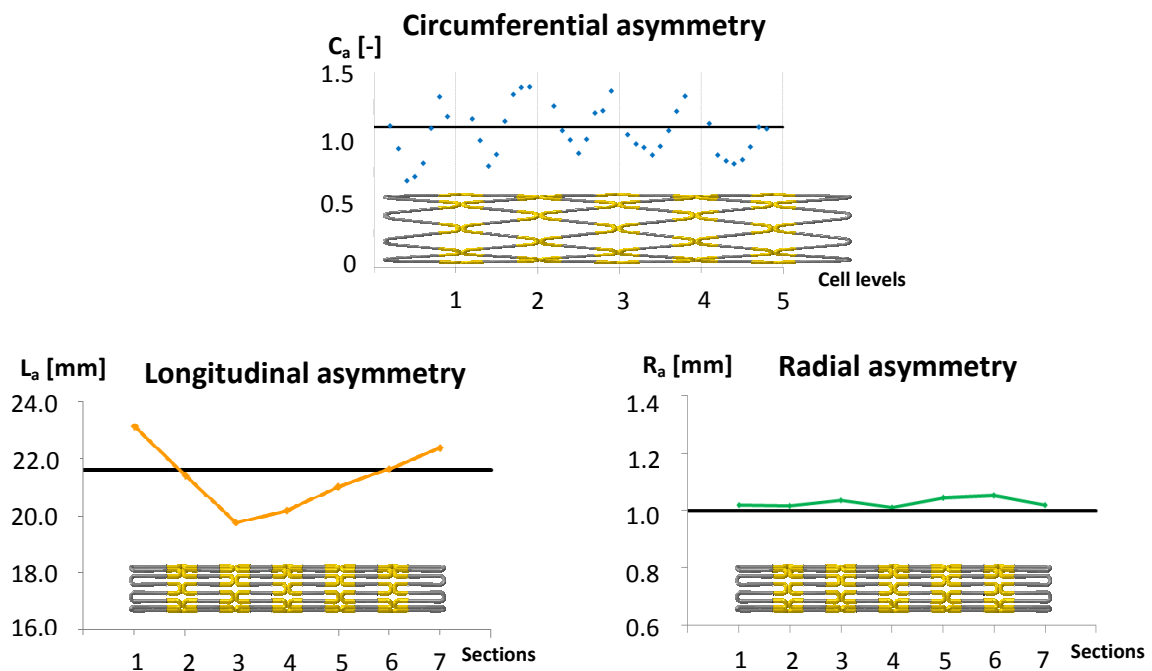 Circumferential asymmetry
Cₐ [-]
1.5
1.0
0.5
0
1 2 3 4 5
Cell levels
Lₐ [mm] Longitudinal asymmetry
24.0
22.0
20.0
18.0
16.0
1 2 3 4 5 6 7 Sections
Rₐ [mm] Radial asymmetry
1.4
1.2
1.0
0.8
0.6
1 2 3 4 5 6 7 Sections